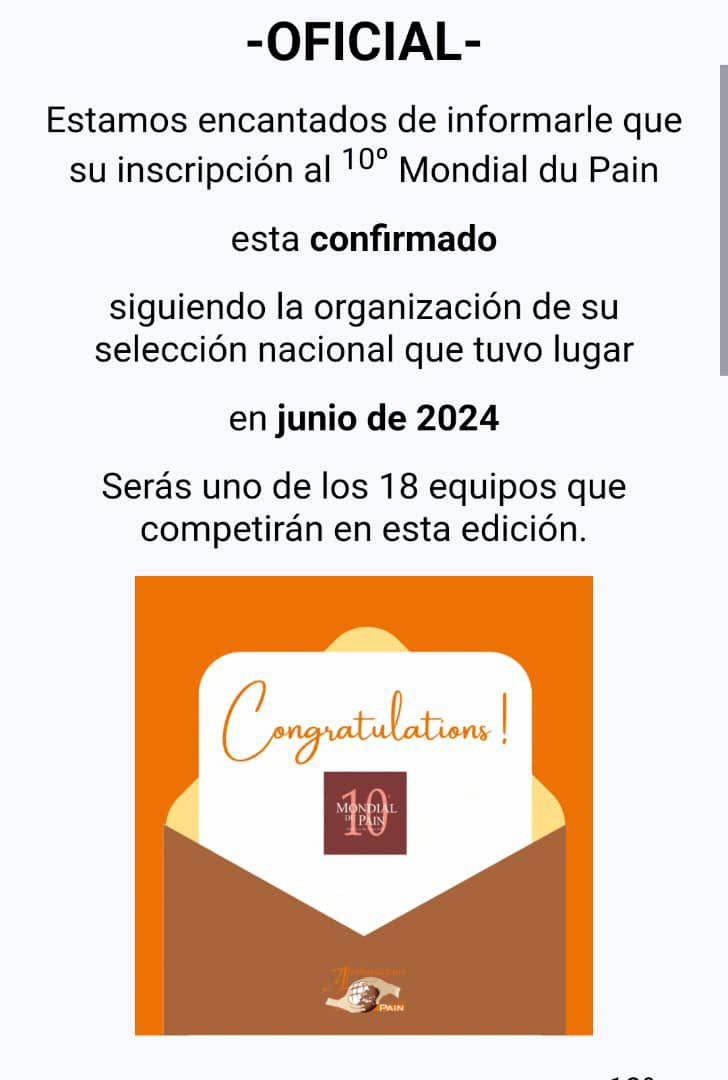 -OFICIAL-
Estamos encantados de informarle que
su inscripción al 10º Mondial du Pain
esta confirmado
siguiendo la organización de su
selección nacional que tuvo lugar
en junio de 2024
Serás uno de los 18 equipos que
competirán en esta edición.
Congratulations!
10
MONDIAL
DU PAIN
PAIN